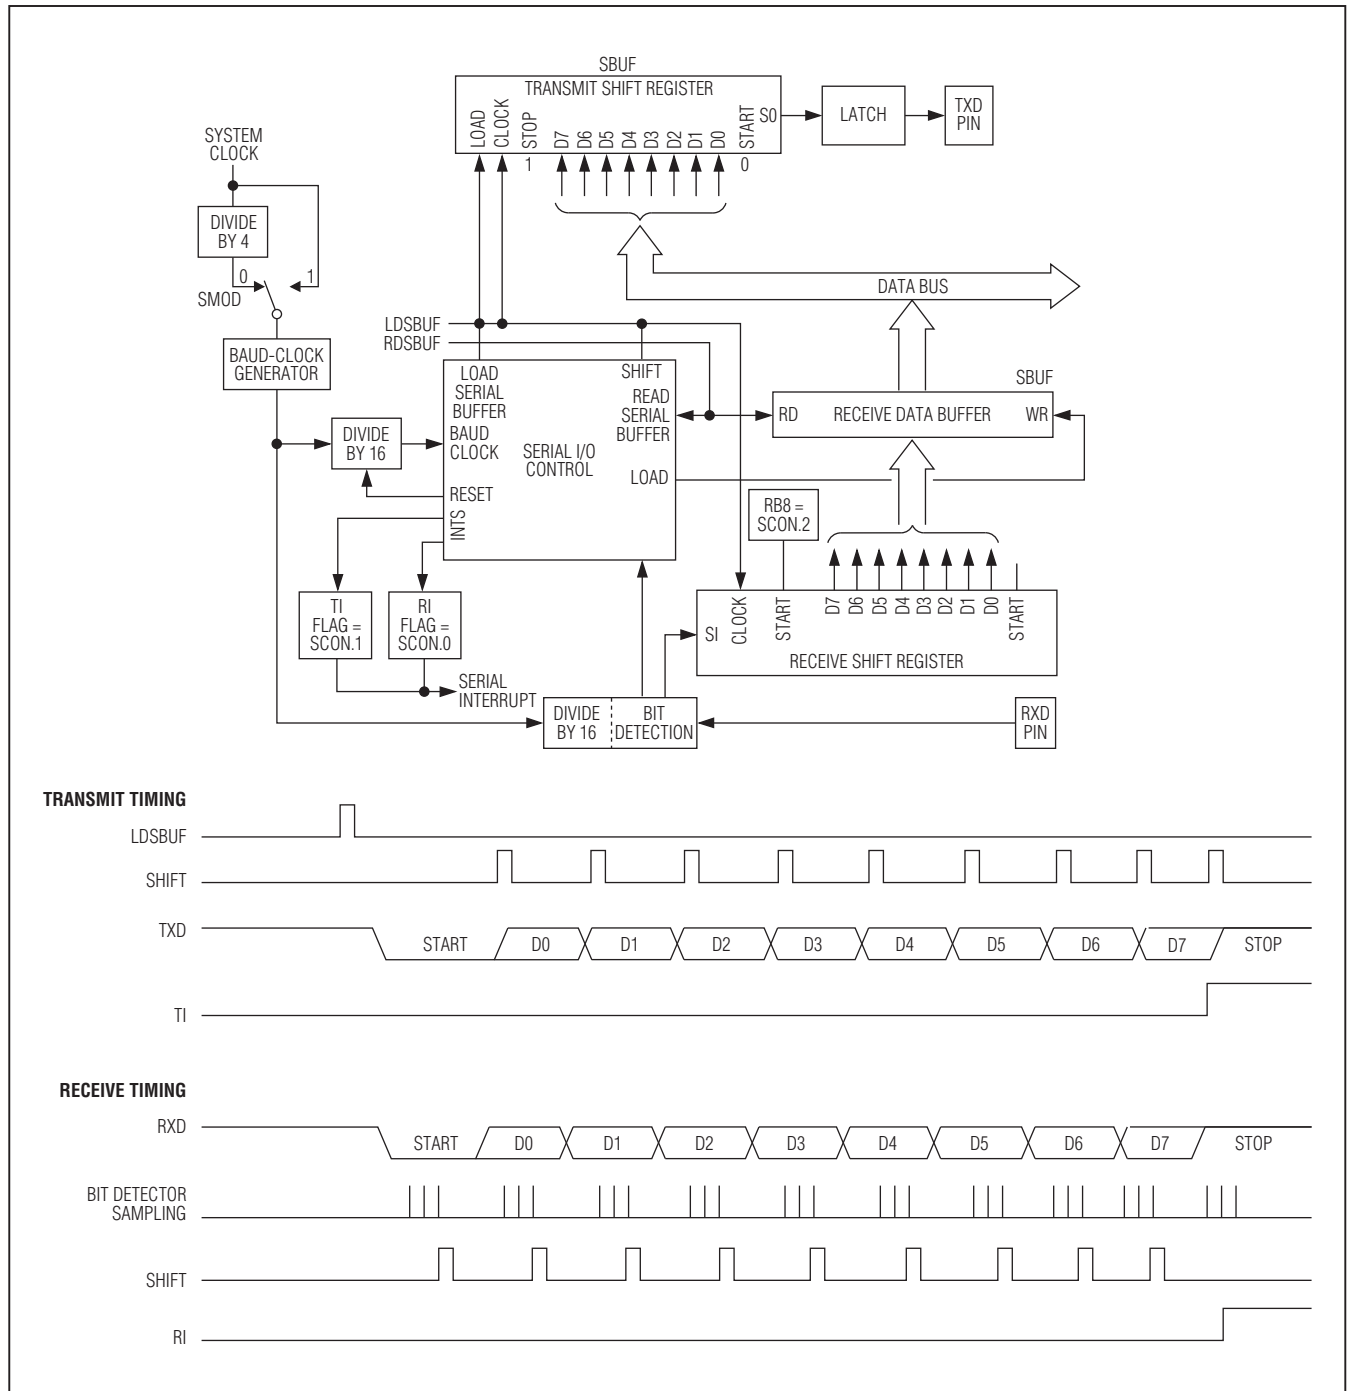 SBUF
TRANSMIT SHIFT REGISTER
LOAD
CLOCK
STOP
1
D7
D6
D5
D4
D3
D2
D1
D0
START
0
S0
LATCH
TXD
PIN
SYSTEM
CLOCK
DIVIDE
BY 4
0
1
SMOD
BAUD-CLOCK
GENERATOR
DATA BUS
LDSBUF
RDSBUF
LOAD
SERIAL
BUFFER
SHIFT
READ
SERIAL
BUFFER
BAUD
CLOCK
SERIAL I/O
CONTROL
LOAD
RESET
INTS
DIVIDE
BY 16
SBUF
RD
RECEIVE DATA BUFFER
WR
RB8 =
SCON.2
TI
FLAG =
SCON.1
RI
FLAG =
SCON.0
SERIAL
INTERRUPT
SI
CLOCK
START
D7
D6
D5
D4
D3
D2
D1
D0
START
RECEIVE SHIFT REGISTER
DIVIDE
BY 16
BIT
DETECTION
RXD
PIN
TRANSMIT TIMING
LDSBUF
SHIFT
TXD
START
D0
D1
D2
D3
D4
D5
D6
D7
STOP
TI
RECEIVE TIMING
RXD
START
D0
D1
D2
D3
D4
D5
D6
D7
STOP
BIT DETECTOR
SAMPLING
SHIFT
RI